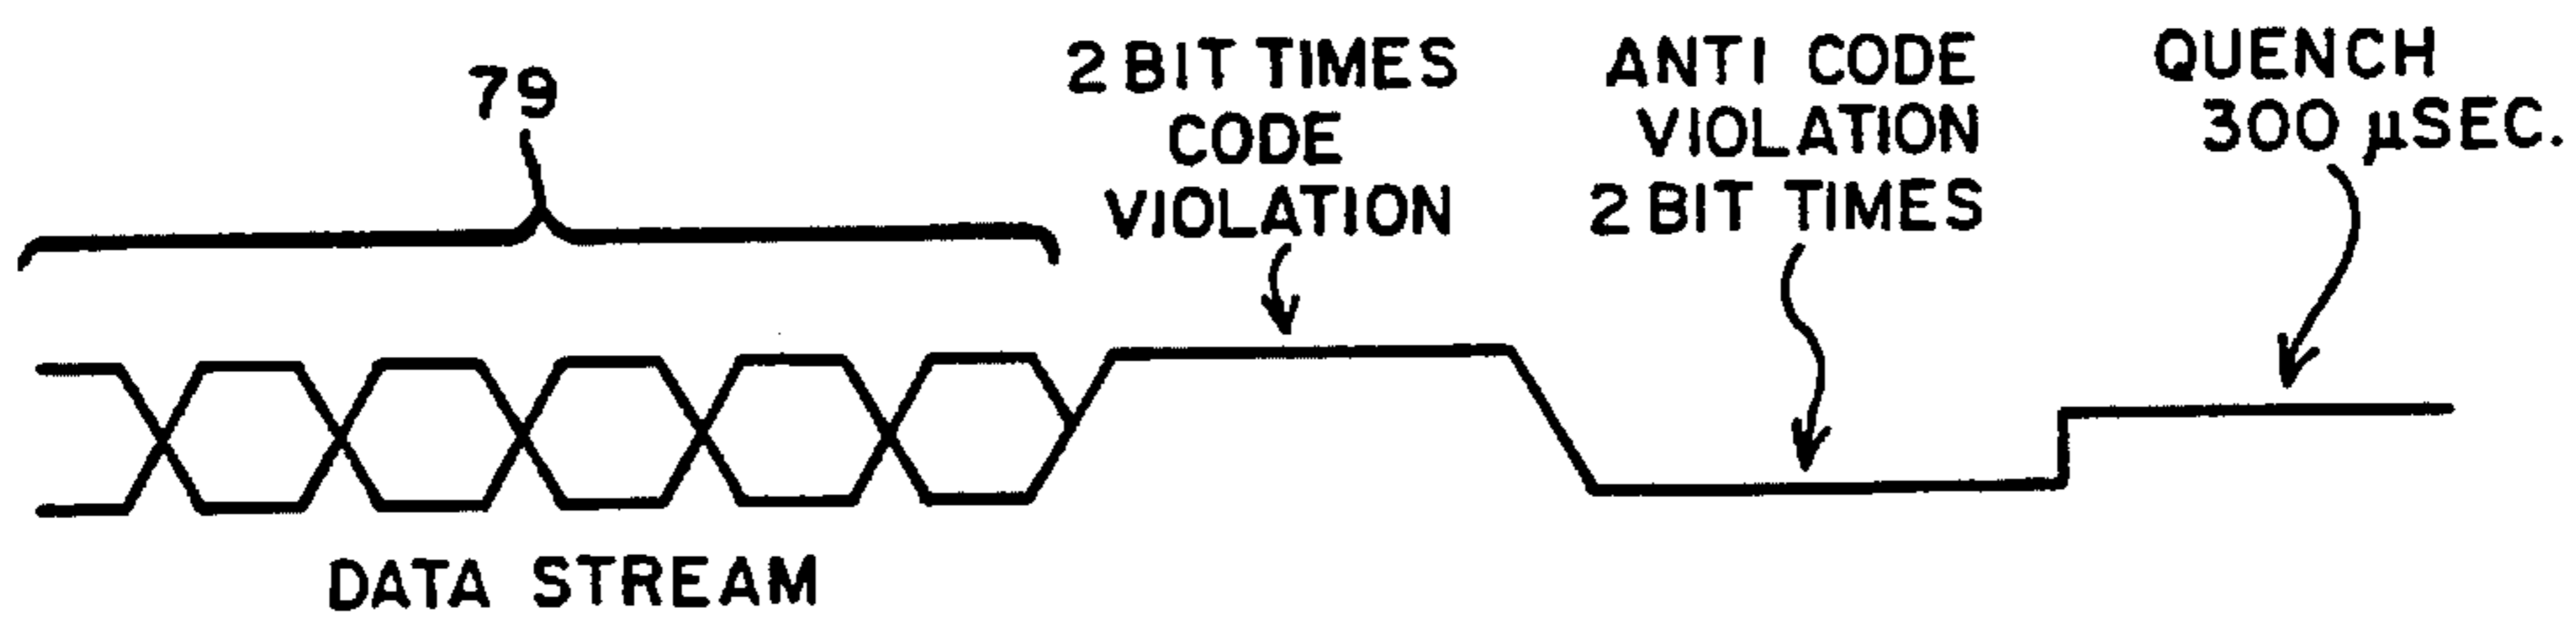 79
2 BIT TIMES
CODE
VIOLATION
ANTI CODE
VIOLATION
2 BIT TIMES
QUENCH
300 µSEC.
DATA STREAM